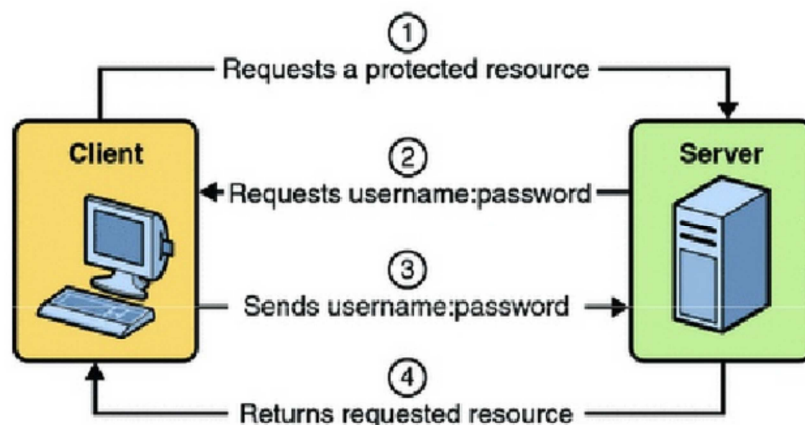 1
Requests a protected resource
Client
Server
2
Requests username:password
3
Sends username:password
4
Returns requested resource